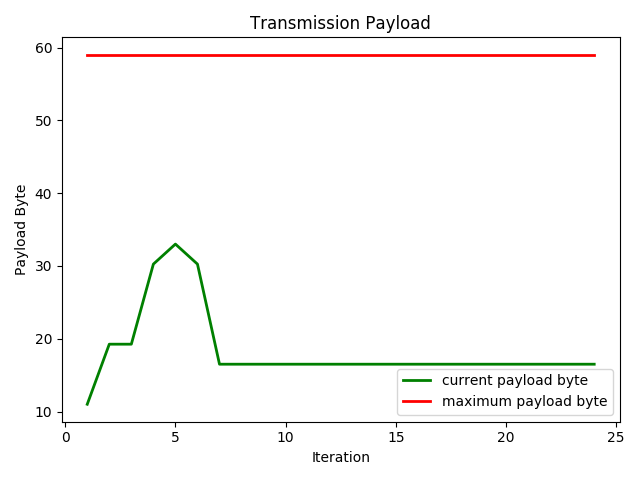 Transmission Payload
60
50
40
30
20
10
Payload Byte
0
5
10
15
20
25
Iteration
current payload byte
maximum payload byte